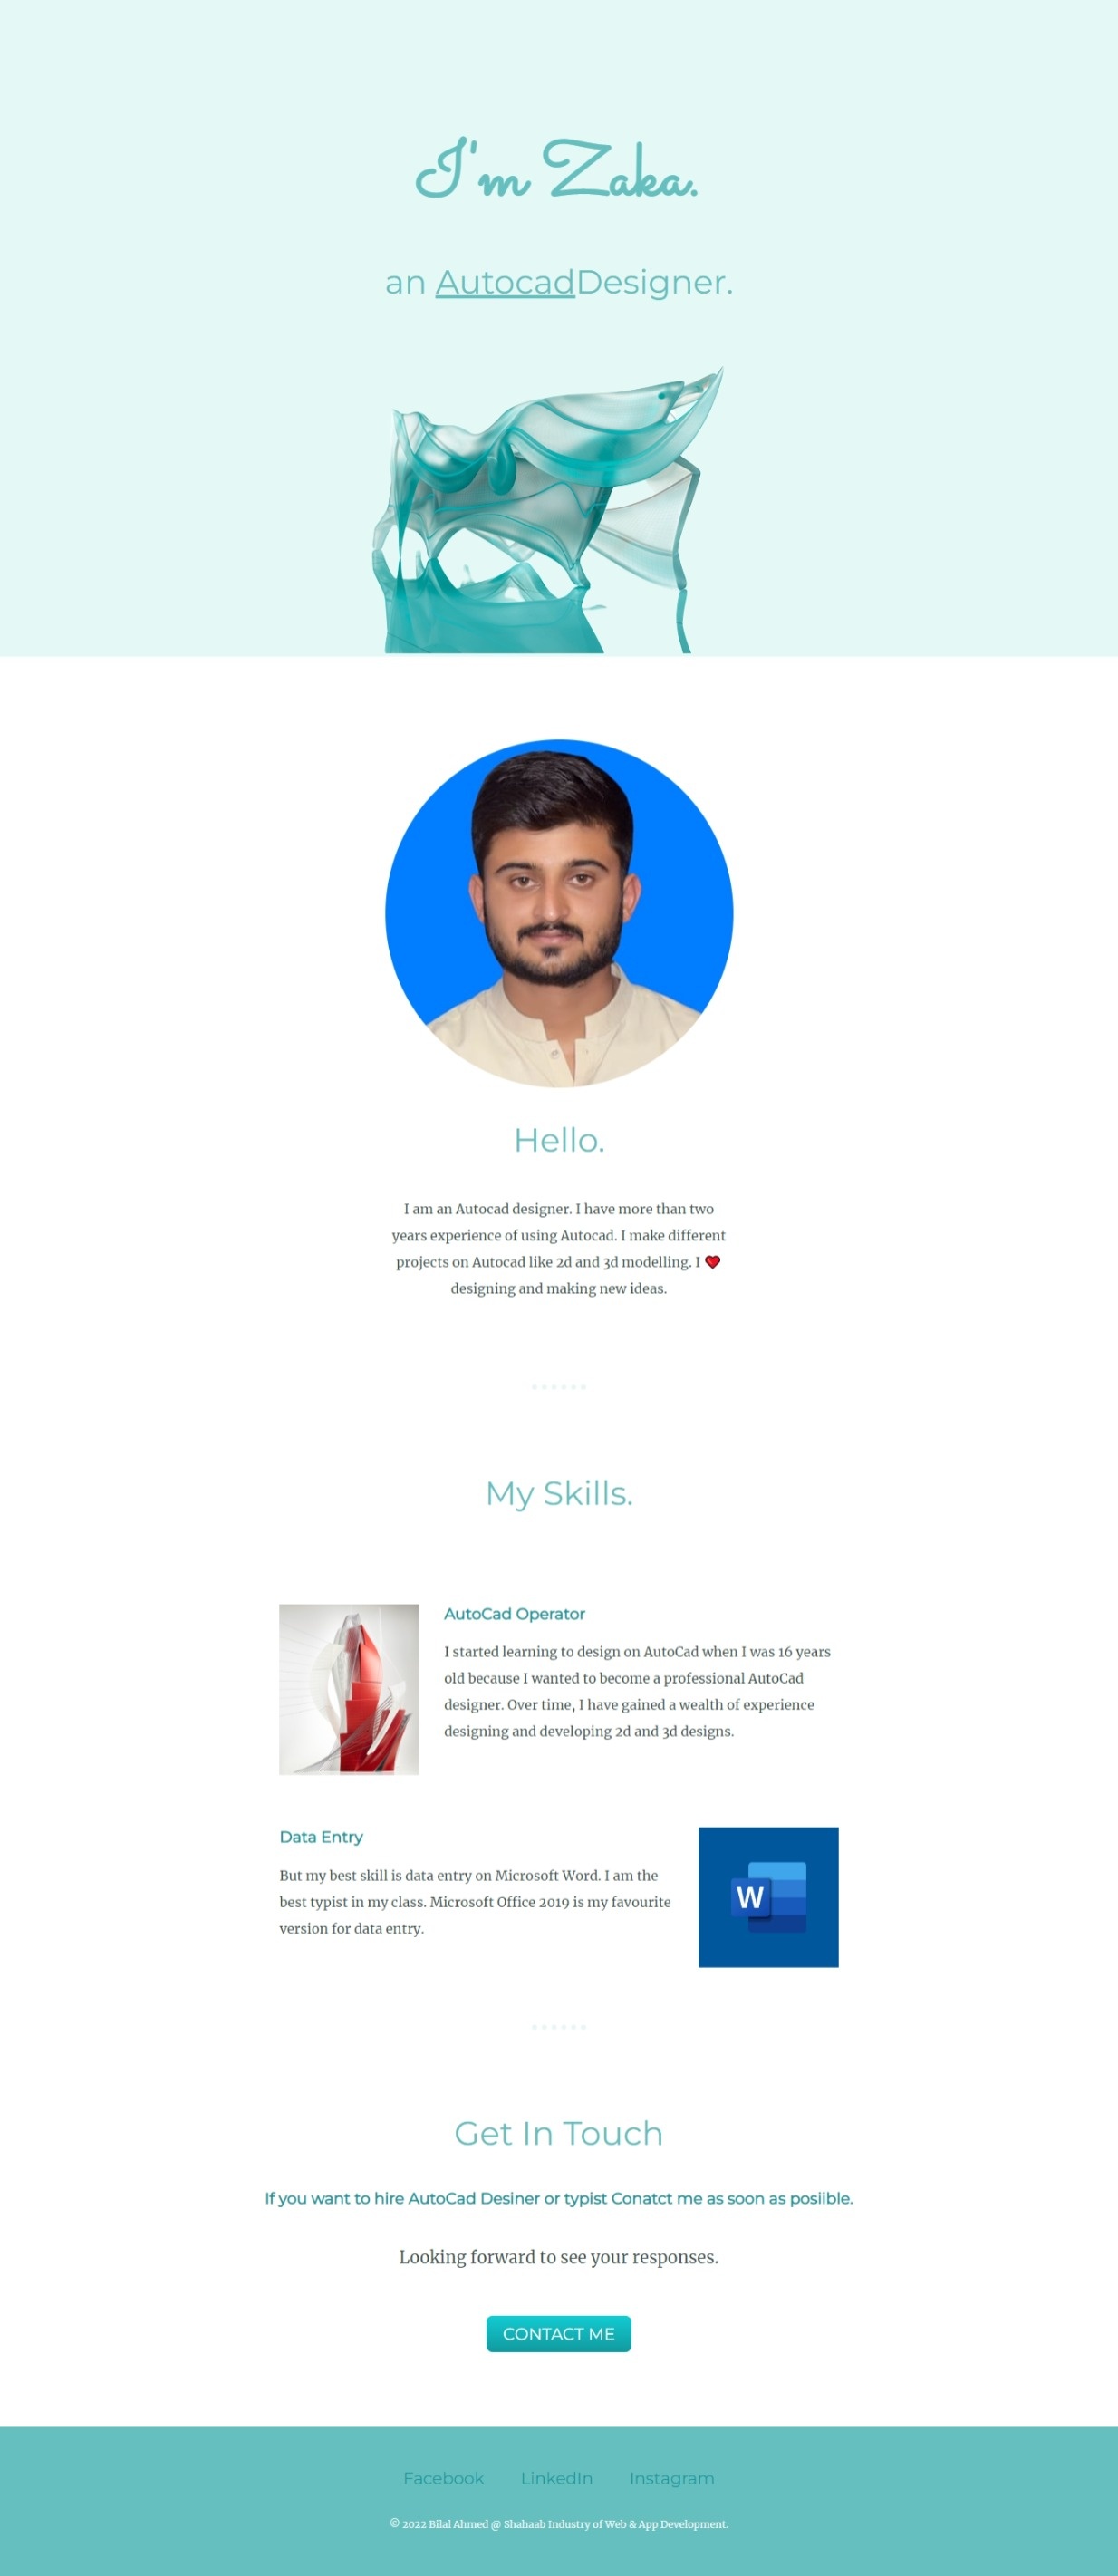 I'm Zaka.
an AutocadDesigner.
Hello.
I am an Autocad designer. I have more than two
years experience of using Autocad. I make different
projects on Autocad like 2d and 3d modelling. I ❤
designing and making new ideas.
My Skills.
AutoCad Operator
I started learning to design on AutoCad when I was 16 years
old because I wanted to become a professional AutoCad
designer. Over time, I have gained a wealth of experience
designing and developing 2d and 3d designs.
Data Entry
But my best skill is data entry on Microsoft Word. I am the
best typist in my class. Microsoft Office 2019 is my favourite
version for data entry.
W
Get In Touch
If you want to hire AutoCad Desiner or typist Conatct me as soon as posiible.
Looking forward to see your responses.
CONTACT ME
Facebook LinkedIn Instagram
© 2022 Bilal Ahmed @ Shahaab Industry of Web & App Development.